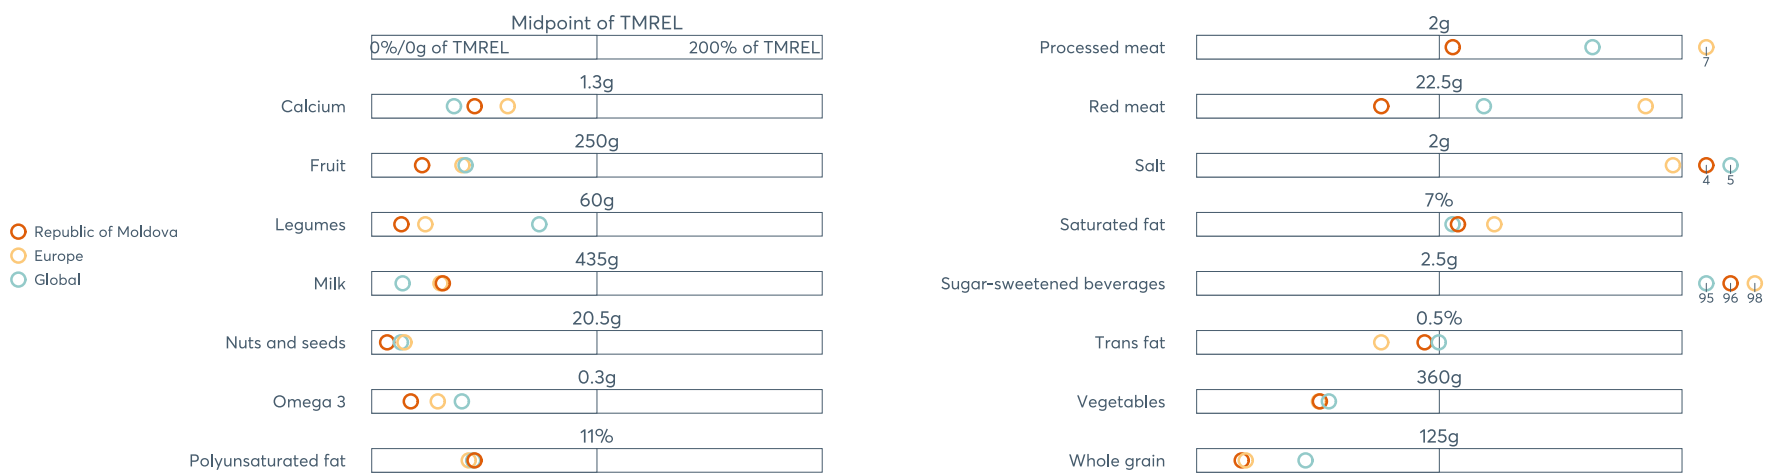 Midpoint of TMREL
0%/0g of TMREL
200% of TMREL
1.3g
Calcium
250g
Fruit
60g
Legumes
435g
Milk
20.5g
Nuts and seeds
0.3g
Omega 3
11%
Polyunsaturated fat
Republic of Moldova
Europe
Global
2g
Processed meat
7
22.5g
Red meat
2g
Salt
4 5
7%
Saturated fat
2.5g
Sugar-sweetened beverages
95 96 98
0.5%
Trans fat
360g
Vegetables
125g
Whole grain